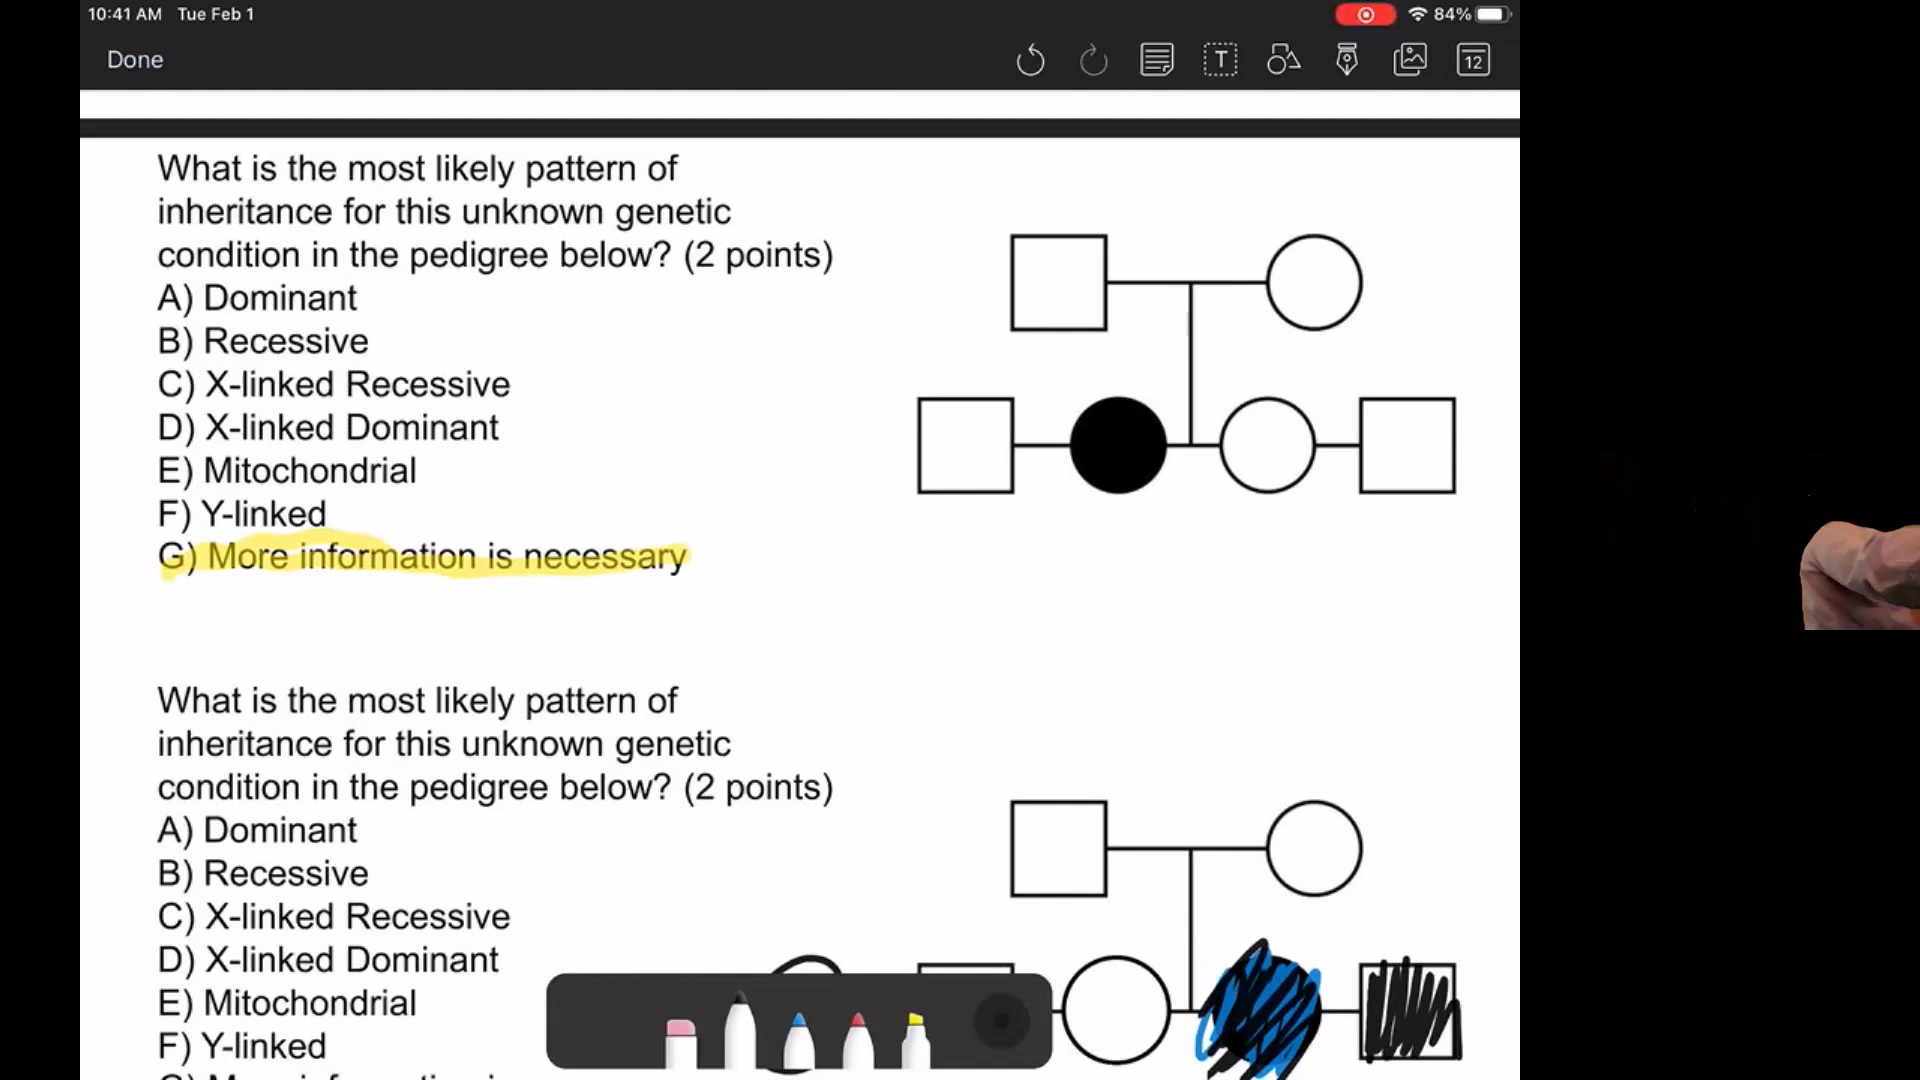 10:41 AM Tue Feb 1
84%
Done
T
12
What is the most likely pattern of
inheritance for this unknown genetic
condition in the pedigree below? (2 points)
A) Dominant
B) Recessive
C) X-linked Recessive
D) X-linked Dominant
E) Mitochondrial
F) Y-linked
G) More information is necessary
What is the most likely pattern of
inheritance for this unknown genetic
condition in the pedigree below? (2 points)
A) Dominant
B) Recessive
C) X-linked Recessive
D) X-linked Dominant
E) Mitochondrial
F) Y-linked